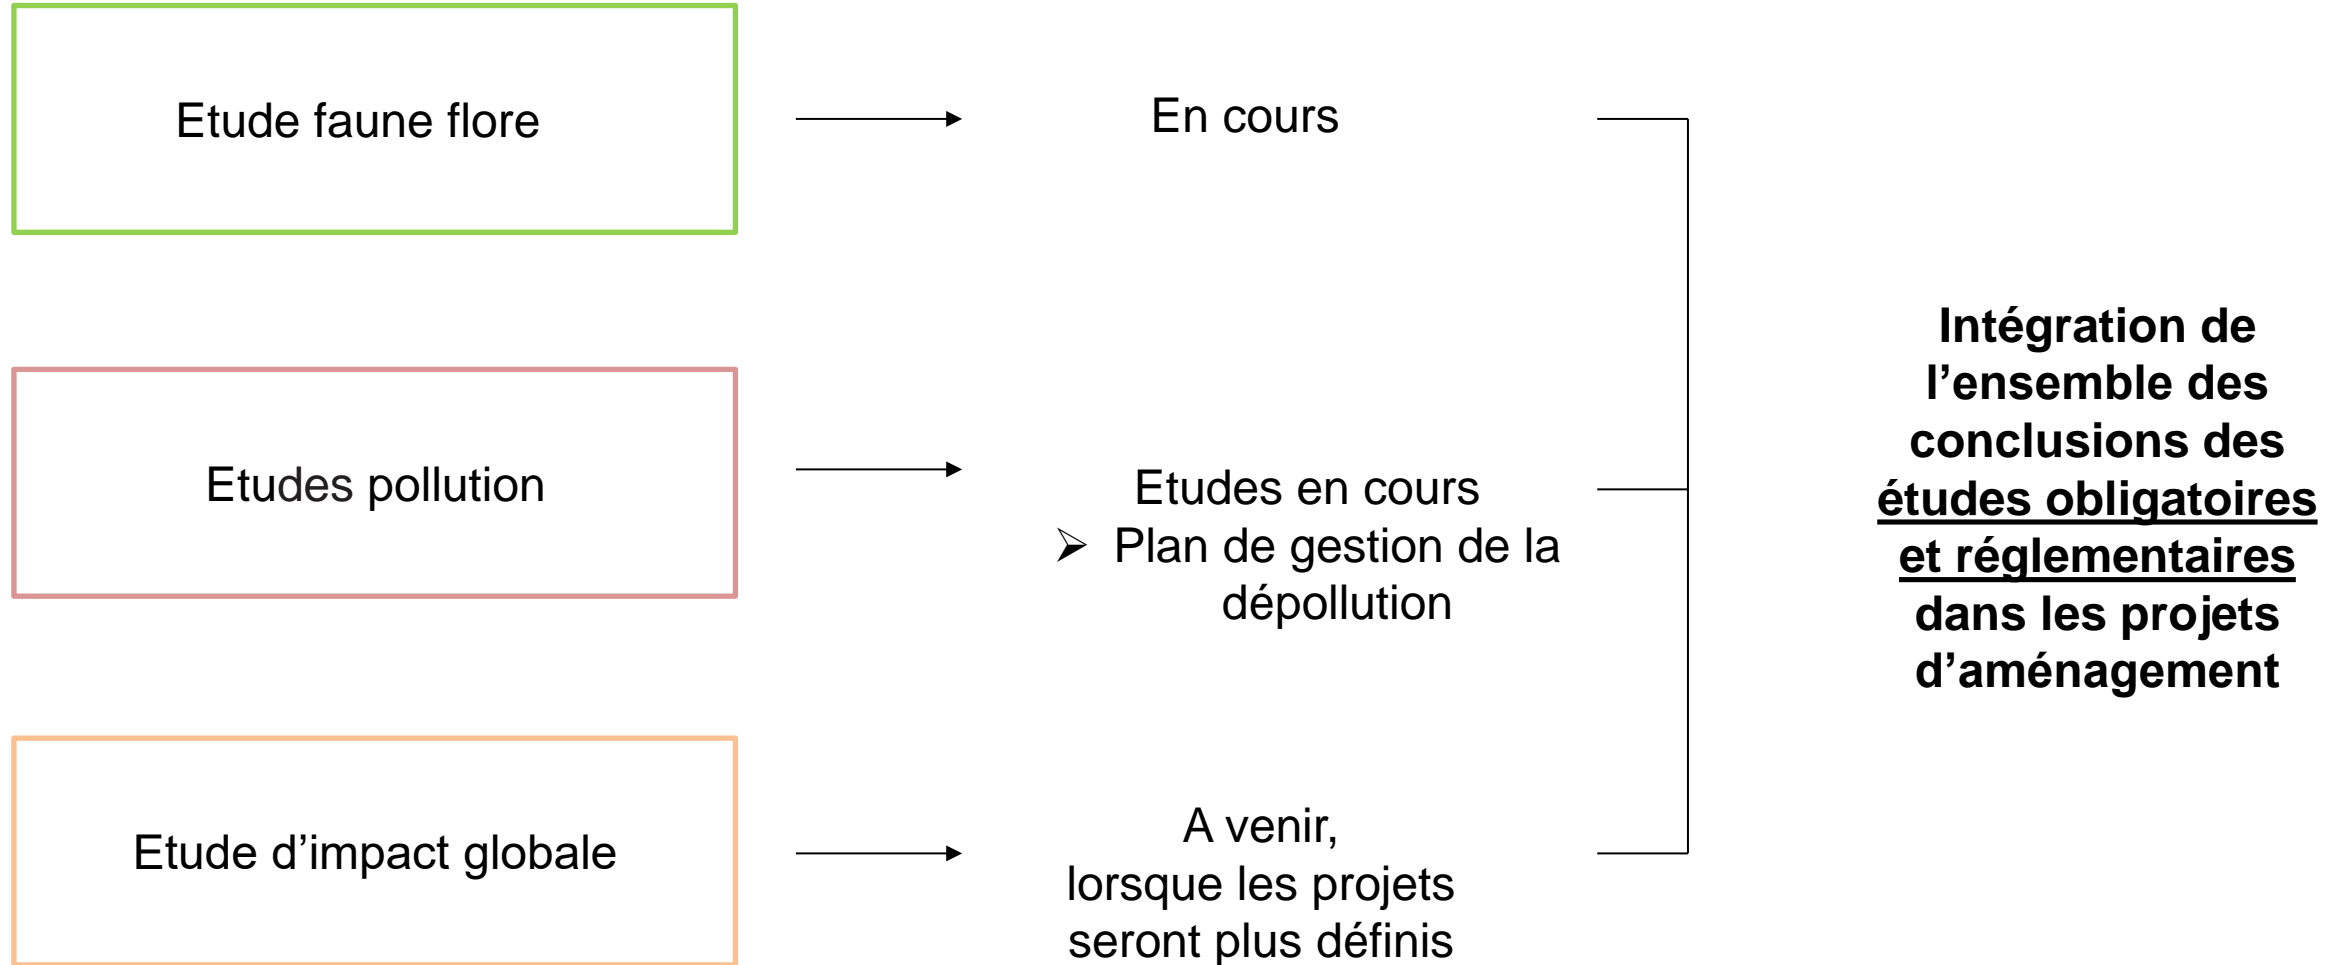 Etude faune flore
En cours
Etudes pollution
Etudes en cours
➢ Plan de gestion de la
dépollution
Etude d’impact globale
A venir,
lorsque les projets
seront plus définis
Intégration de
l’ensemble des
conclusions des
études obligatoires
et réglementaires
dans les projets
d’aménagement